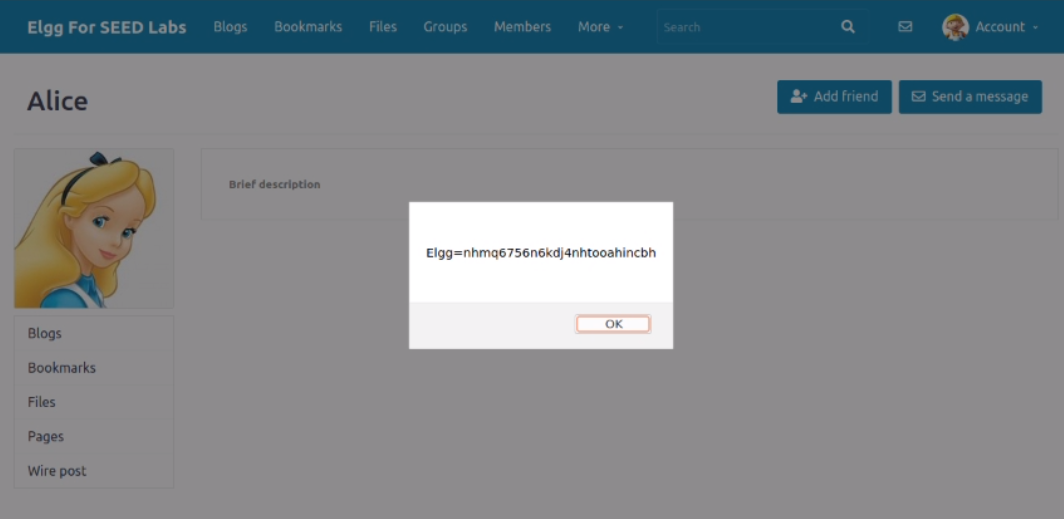 Elgg For SEED Labs Blogs Bookmarks Files Groups Members More Search Account
Alice
Add friend Send a message
Brief description
Elgg=nhmq6756n6kdj4nhtooahincbh
OK
Blogs
Bookmarks
Files
Pages
Wire post